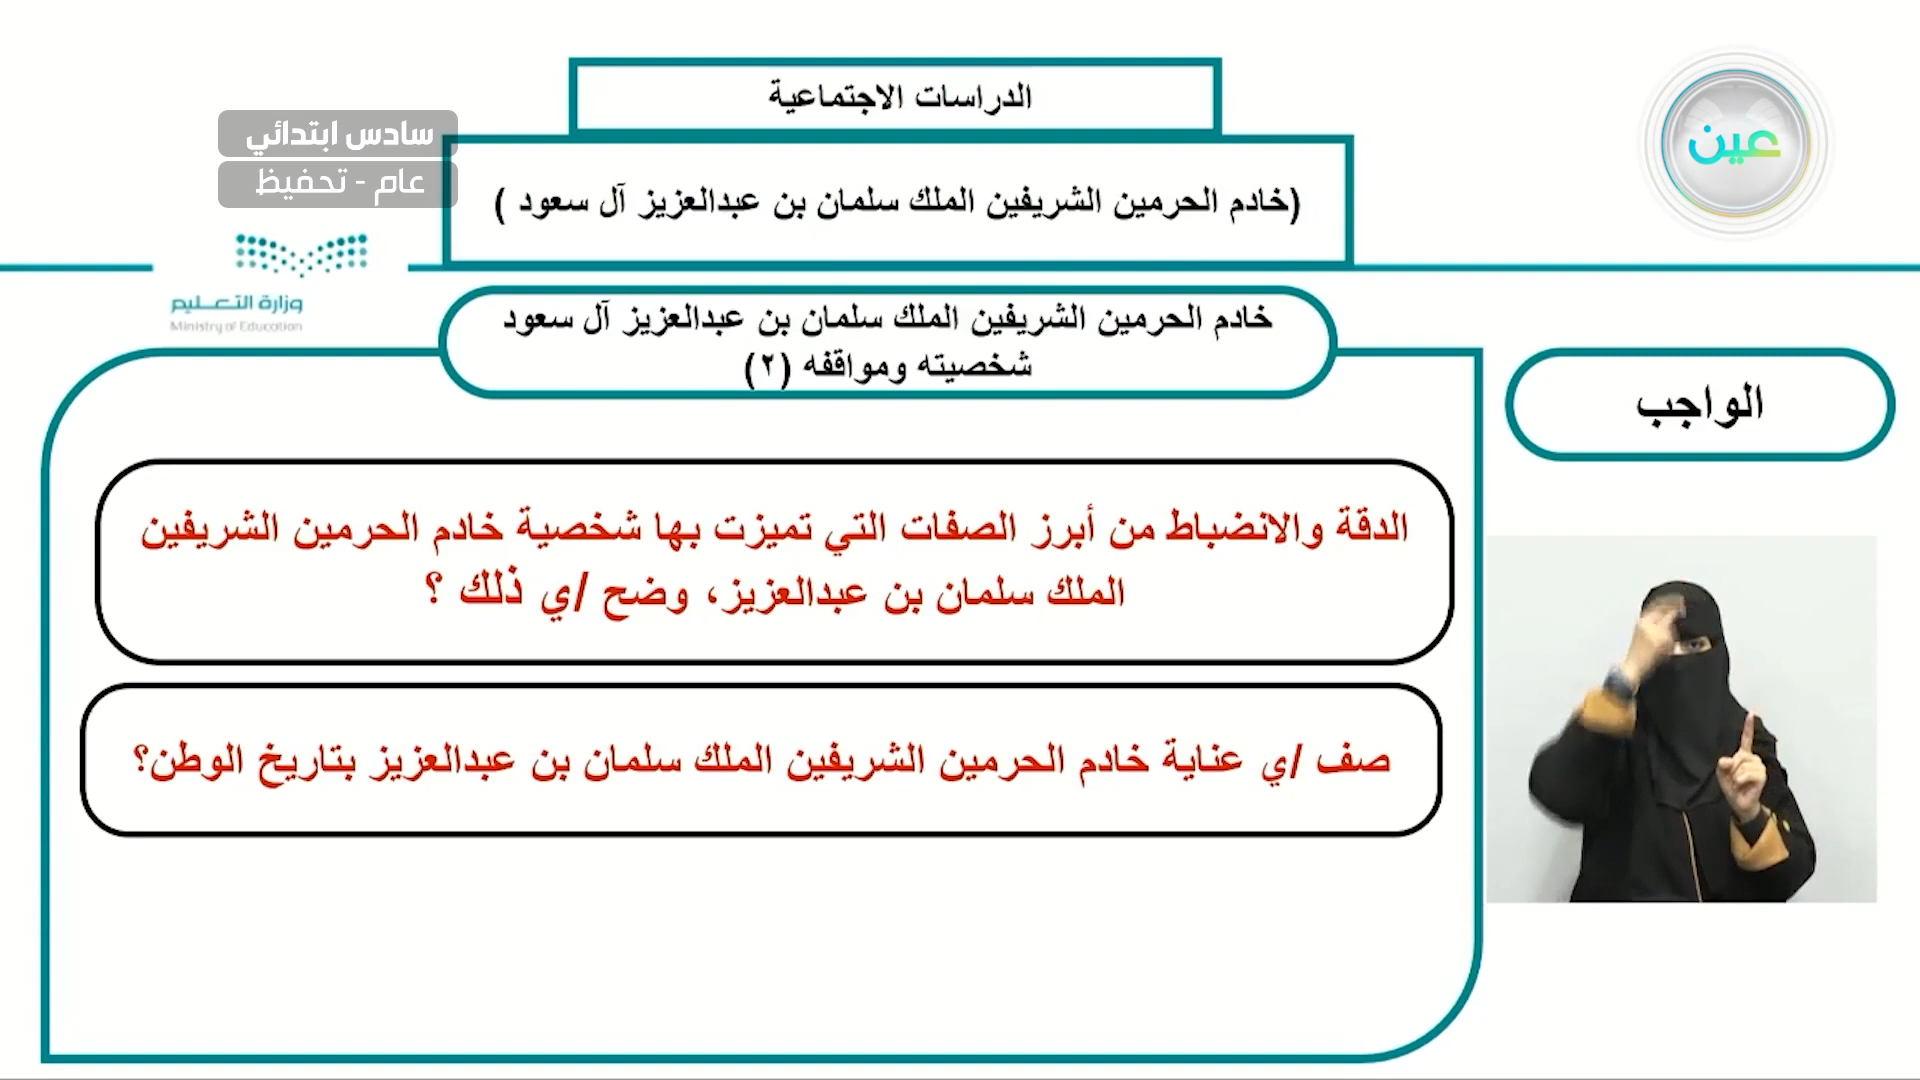 الدراسات الاجتماعية
عين
سادس ابتدائي
عام - تحفيظ
(خادم الحرمين الشريفين الملك سلمان بن عبدالعزيز آل سعود )
وزارة التعـــليم
Ministry of Education
خادم الحرمين الشريفين الملك سلمان بن عبدالعزيز آل سعود
شخصيته ومواقفه (٢)
الواجب
الدقة والانضباط من أبرز الصفات التي تميزت بها شخصية خادم الحرمين الشريفين
الملك سلمان بن عبدالعزيز، وضح /ي ذلك ؟
صف /ي عناية خادم الحرمين الشريفين الملك سلمان بن عبدالعزيز بتاريخ الوطن؟